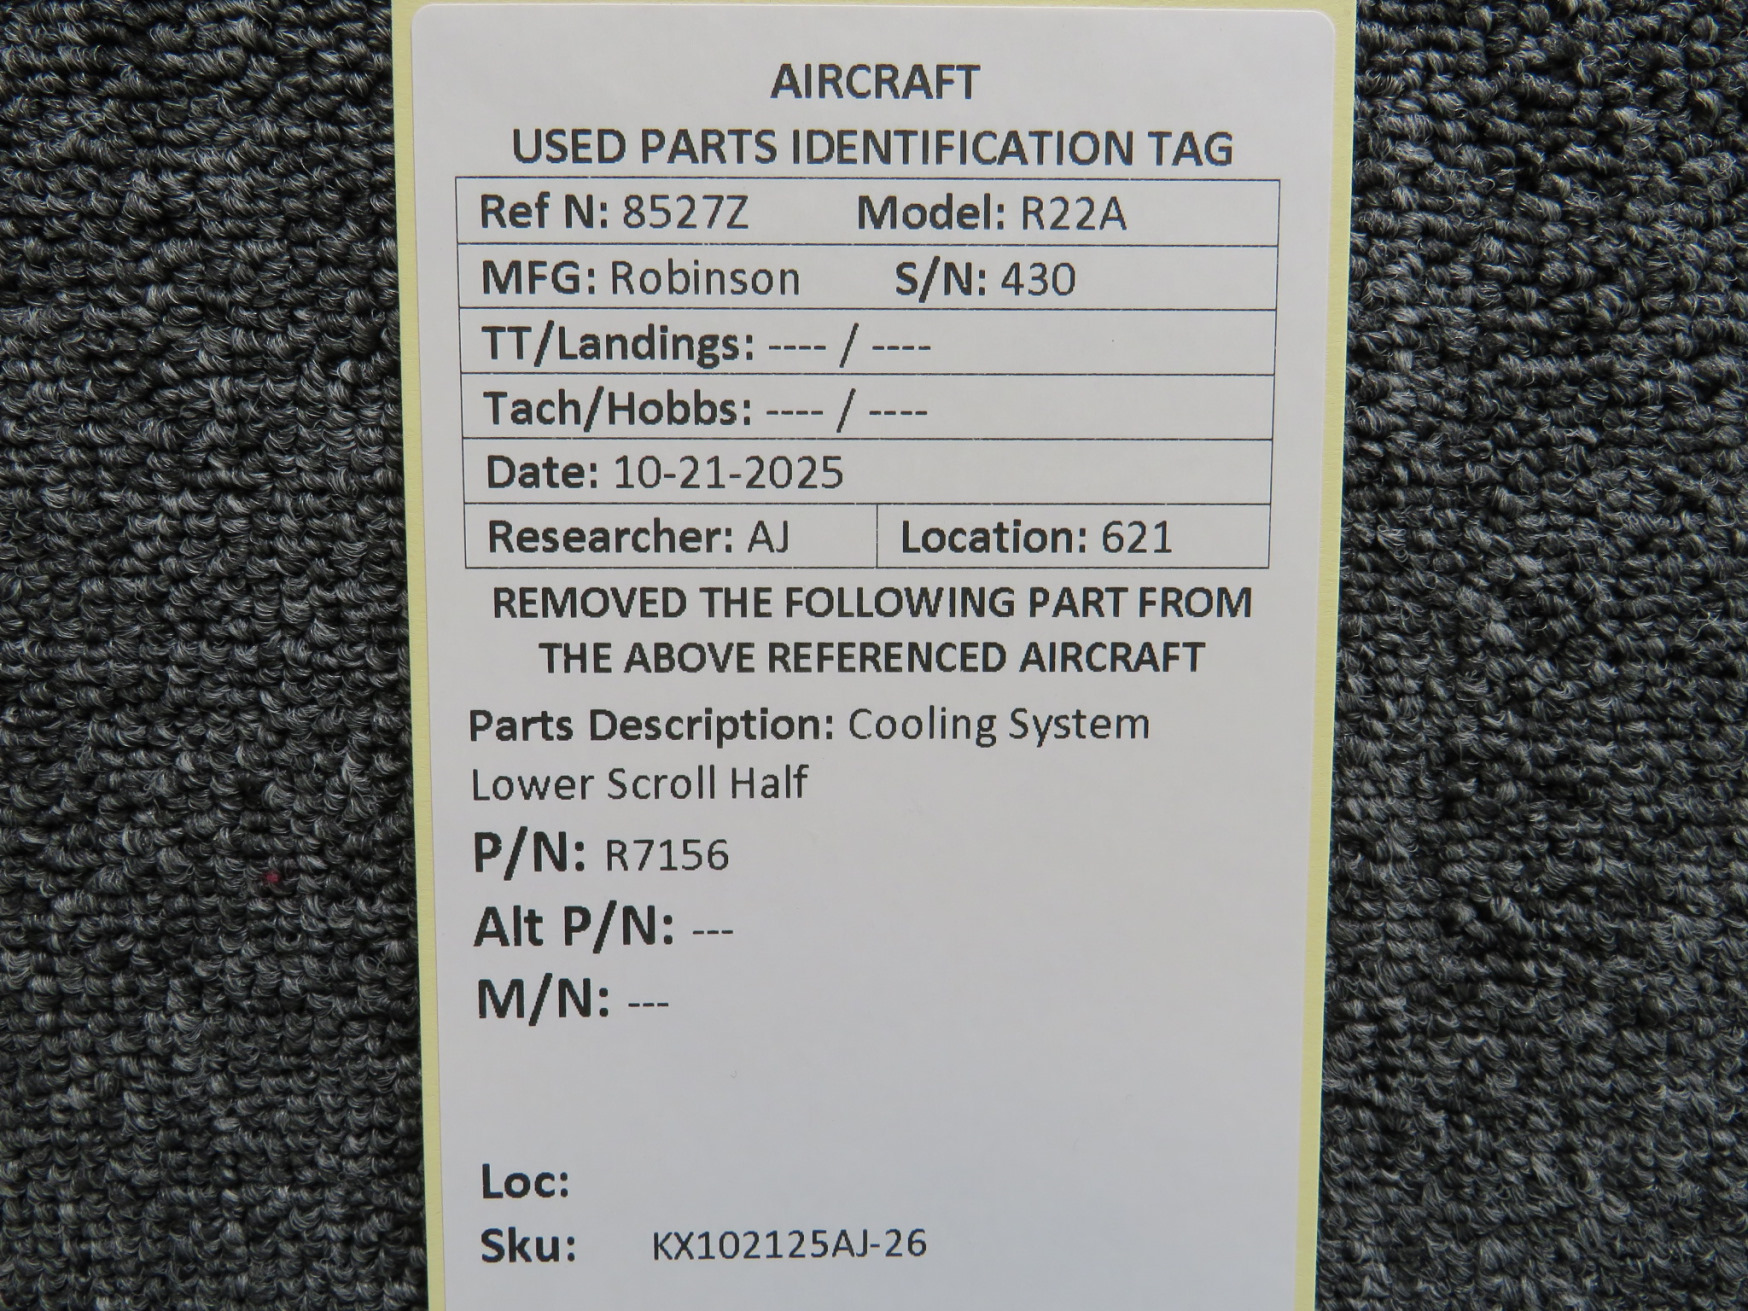 AIRCRAFT
USED PARTS IDENTIFICATION TAG
Ref N: 8527Z Model: R22A
MFG: Robinson S/N: 430
TT/Landings: ---- / ----
Tach/Hobbs: ---- / ----
Date: 10-21-2025
Researcher: AJ Location: 621
REMOVED THE FOLLOWING PART FROM
THE ABOVE REFERENCED AIRCRAFT
Parts Description: Cooling System
Lower Scroll Half
P/N: R7156
Alt P/N: ---
M/N: ---
Loc:
Sku: KX102125AJ-26